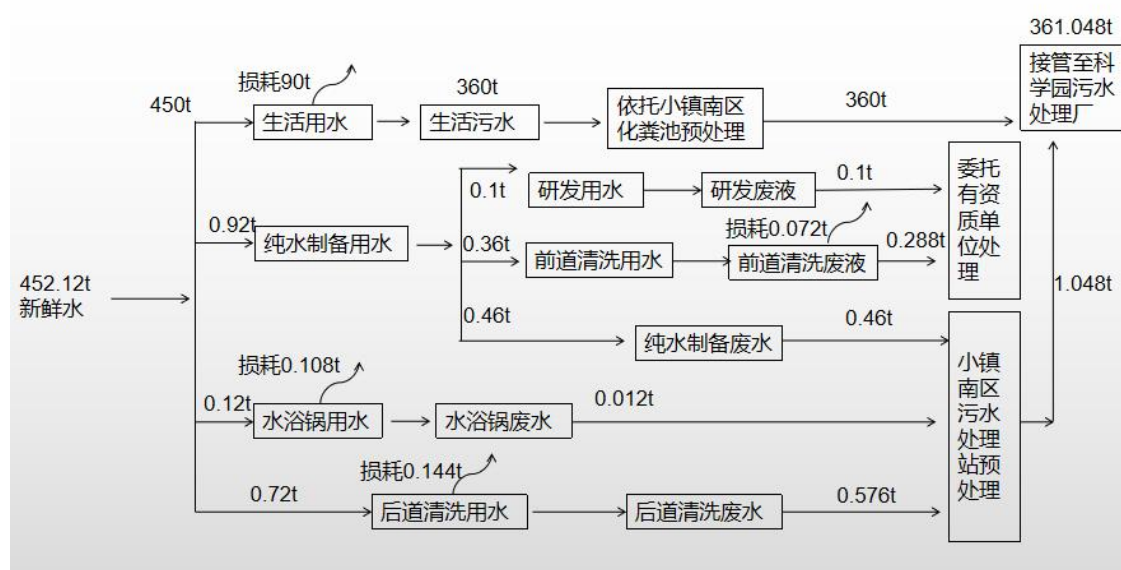 361.048t
接管至科
学园污水
处理厂
损耗90t
450t
生活用水
360t
生活污水
依托小镇南区
化粪池预处理
360t
0.1t
研发用水
研发废液
0.1t
委托
有资
质单
位处
理
0.92t
纯水制备用水
0.36t
前道清洗用水
损耗0.072t
前道清洗废液
0.288t
452.12t
新鲜水
1.048t
0.46t
纯水制备废水
0.46t
小镇
南区
污水
处理
站预
处理
损耗0.108t
0.12t
水浴锅用水
水浴锅废水
0.012t
损耗0.144t
0.72t
后道清洗用水
后道清洗废水
0.576t